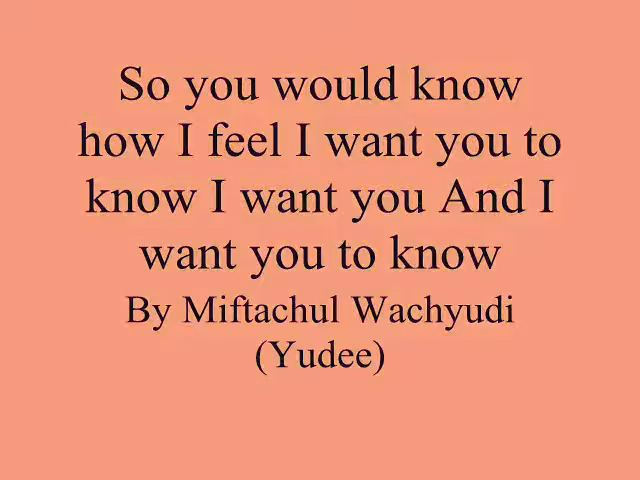 So you would know
how I feel I want you to
know I want you And I
want you to know
By Miftachul Wachyudi
(Yudee)